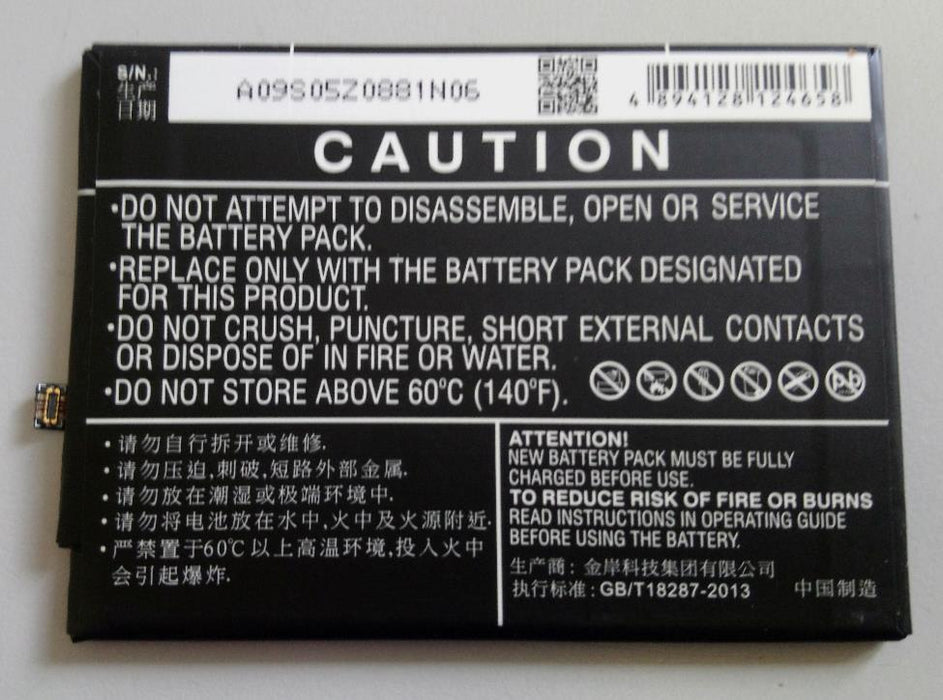 S/N.:
生产
日期
A09S05Z0881N06
4 894128 124658
CAUTION
•DO NOT ATTEMPT TO DISASSEMBLE, OPEN OR SERVICE
THE BATTERY PACK.
•REPLACE ONLY WITH THE BATTERY PACK DESIGNATED
FOR THIS PRODUCT.
•DO NOT CRUSH, PUNCTURE, SHORT EXTERNAL CONTACTS
OR DISPOSE OF IN FIRE OR WATER.
•DO NOT STORE ABOVE 60°C (140°F).
Pb
•请勿自行拆开或维修.
•请勿压迫,刺破,短路外部金属.
•请勿放在潮湿或极端环境中.
•请勿将电池放在水中,火中及火源附近.
•严禁置于60℃以上高温环境,投入火中
会引起爆炸.
ATTENTION!
NEW BATTERY PACK MUST BE FULLY
CHARGED BEFORE USE.
TO REDUCE RISK OF FIRE OR BURNS
READ INSTRUCTIONS IN OPERATING GUIDE
BEFORE USING THE BATTERY.
生产商: 金岸科技集团有限公司
执行标准: GB/T18287-2013 中国制造